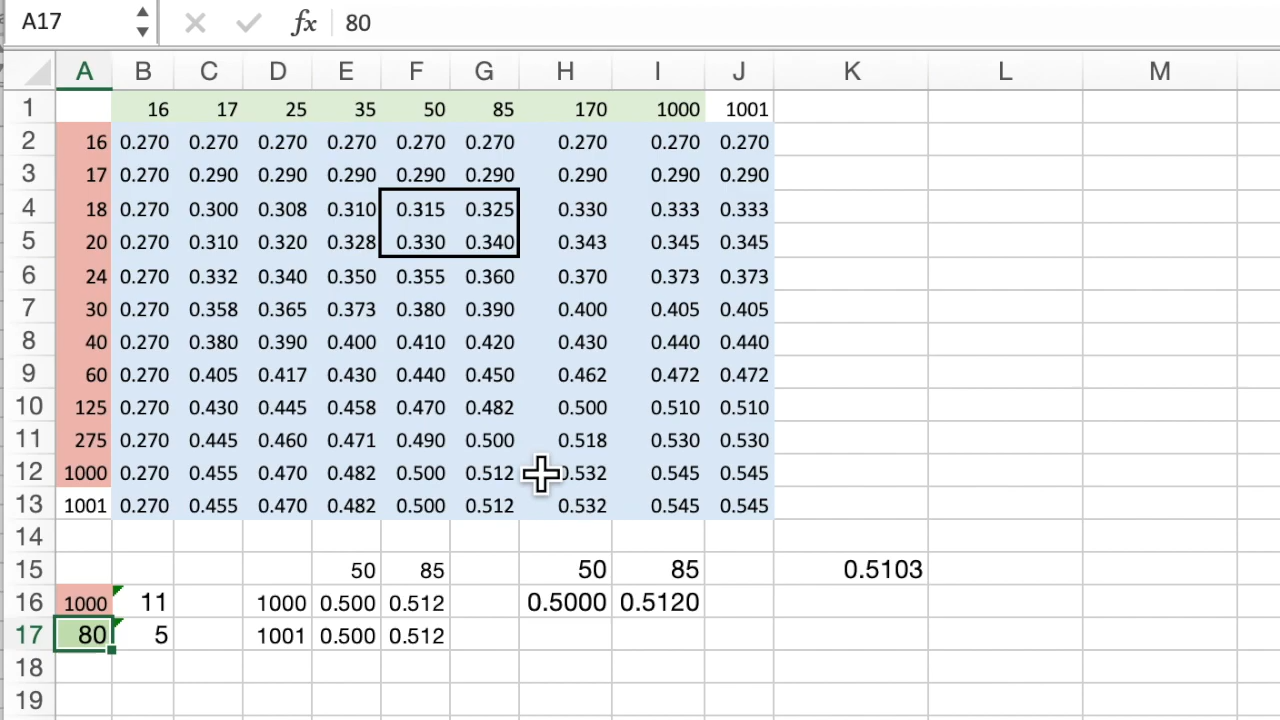 A17 fx 80
A B C D E F G H I J K L M
1 16 17 25 35 50 85 170 1000 1001
2 16 0.270 0.270 0.270 0.270 0.270 0.270 0.270 0.270 0.270
3 17 0.270 0.290 0.290 0.290 0.290 0.290 0.290 0.290 0.290
4 18 0.270 0.300 0.308 0.310 0.315 0.325 0.330 0.333 0.333
5 20 0.270 0.310 0.320 0.328 0.330 0.340 0.343 0.345 0.345
6 24 0.270 0.332 0.340 0.350 0.355 0.360 0.370 0.373 0.373
7 30 0.270 0.358 0.365 0.373 0.380 0.390 0.400 0.405 0.405
8 40 0.270 0.380 0.390 0.400 0.410 0.420 0.430 0.440 0.440
9 60 0.270 0.405 0.417 0.430 0.440 0.450 0.462 0.472 0.472
10 125 0.270 0.430 0.445 0.458 0.470 0.482 0.500 0.510 0.510
11 275 0.270 0.445 0.460 0.471 0.490 0.500 0.518 0.530 0.530
12 1000 0.270 0.455 0.470 0.482 0.500 0.512 0.532 0.545 0.545
13 1001 0.270 0.455 0.470 0.482 0.500 0.512 0.532 0.545 0.545
14
15 50 85 50 85 0.5103
16 1000 11 1000 0.500 0.512 0.5000 0.5120
17 80 5 1001 0.500 0.512
18
19